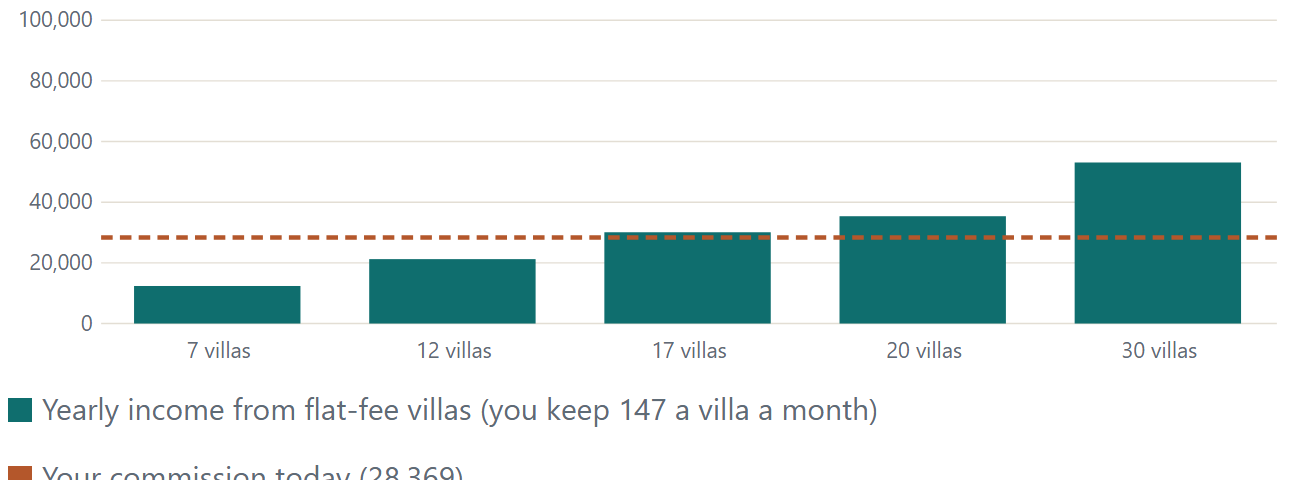 100,000
80,000
60,000
40,000
20,000
0
7 villas
12 villas
17 villas
20 villas
30 villas
Yearly income from flat-fee villas (you keep 147 a villa a month)
Your commission today (28,369)